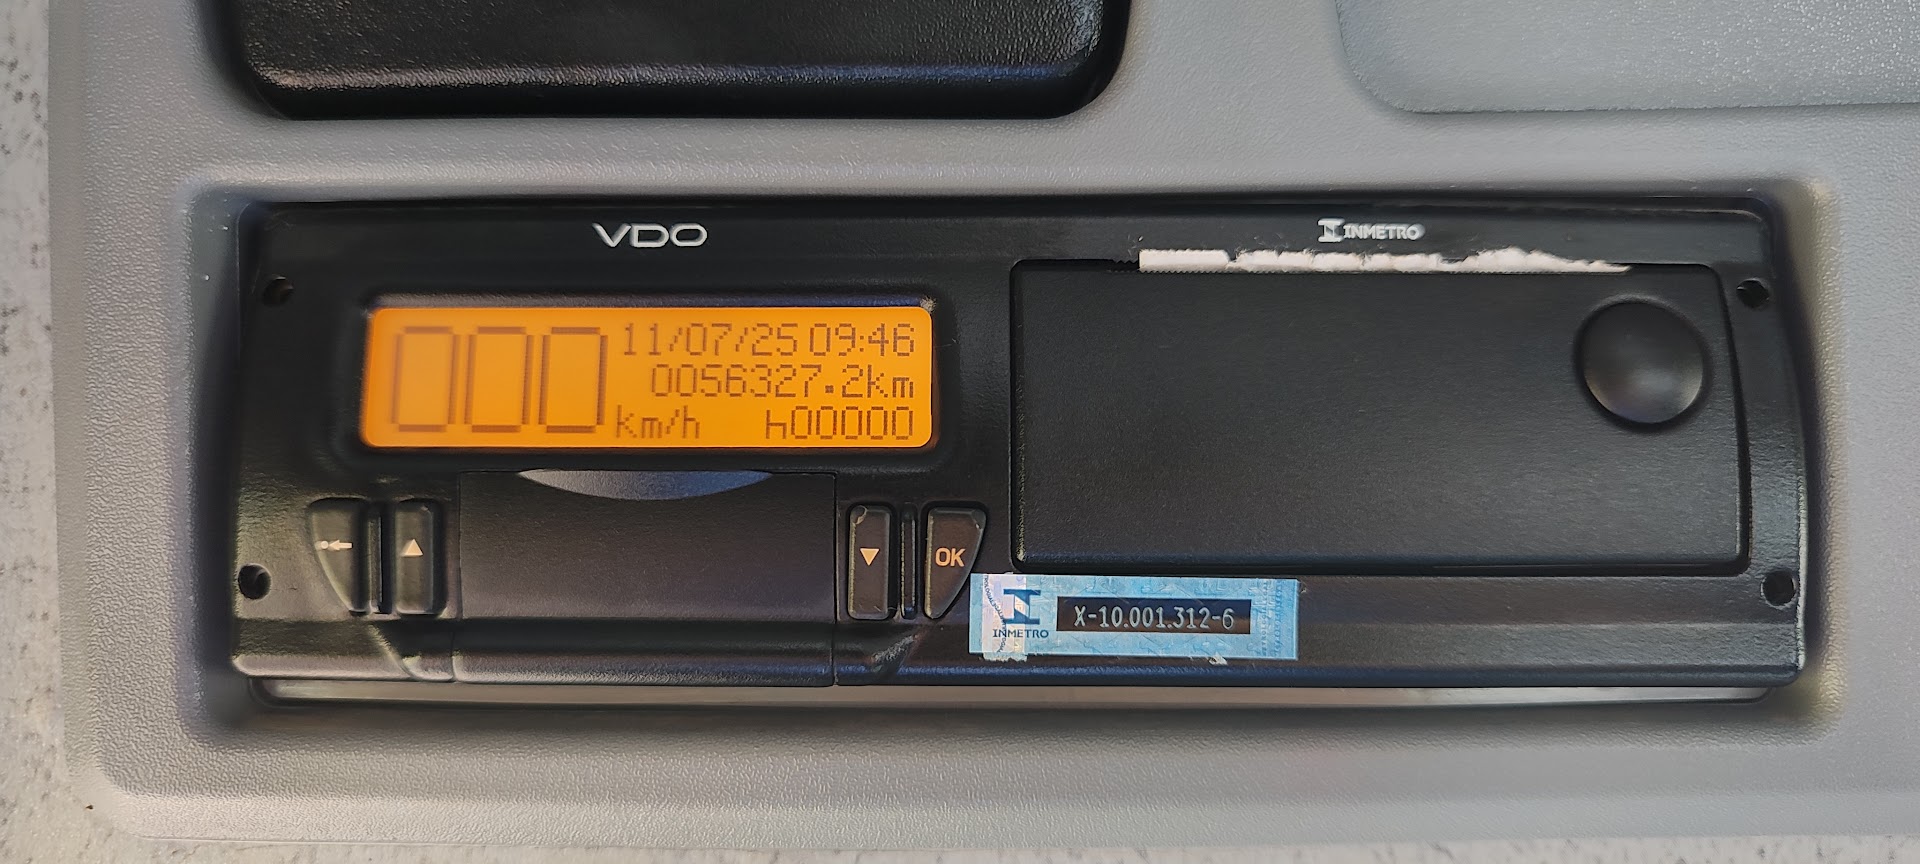 VDO
INMETRO
000 km/h
11/07/25 09:46
0056327.2km
h00000
▲
▼
OK
INMETRO
X-10.001.312-6